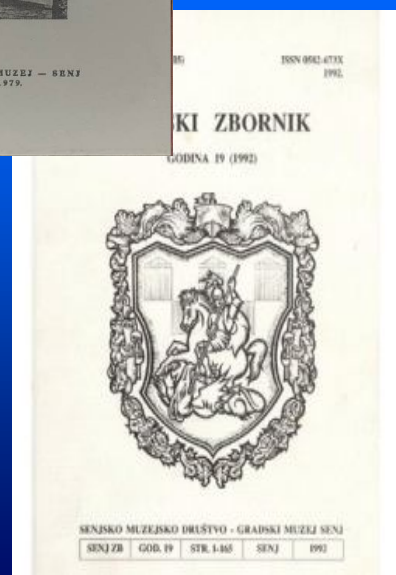 MUZEJ — SENJ
1979.
ISSN 0582-673X
1992.
KI ZBORNIK
GODINA 19 (1992)
SENJSKO MUZEJSKO DRUŠTVO - GRADSKI MUZEJ SENJ
SENJ ZB GOD. 19 STR. 1-165 SENJ 1992